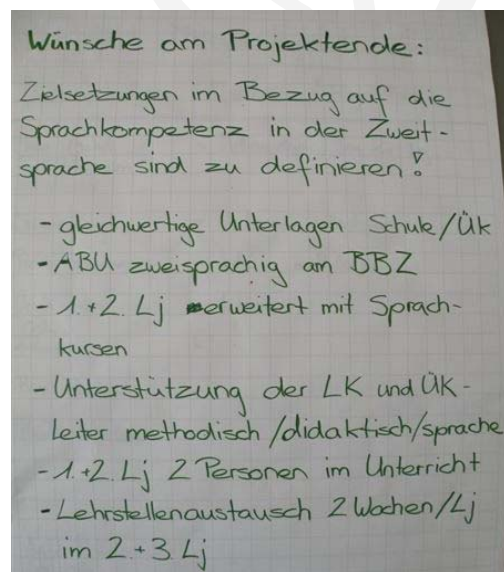 Wünsche am Projektende:
Zielsetzungen im Bezug auf die
Sprachkompetenz in der Zweit-
sprache sind zu definieren!
- gleichwertige Unterlagen Schule/ÜK
- ABU zweisprachig am BBZ
- 1.+2. Lj erweitert mit Sprach-
kursen
- Unterstützung der LK und ÜK-
Leiter methodisch/didaktisch/sprache
- 1.+2. Lj 2 Personen im Unterricht
- Lehrstellenaustausch 2 Wochen/Lj
im 2.+3. Lj